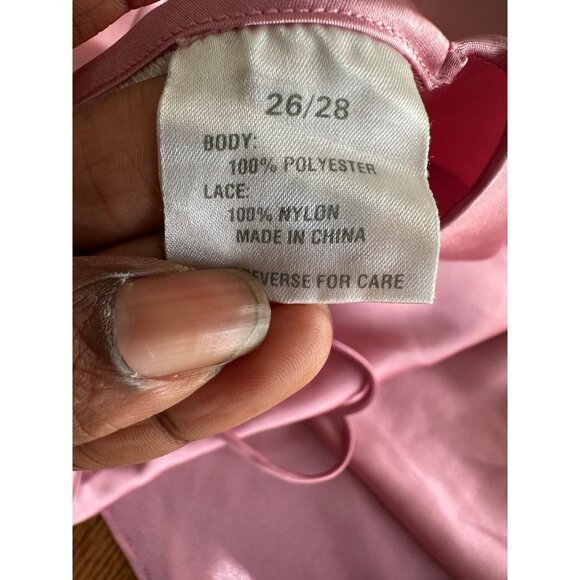 26/28
BODY:
100% POLYESTER
LACE:
100% NYLON
MADE IN CHINA
EVERSE FOR CARE